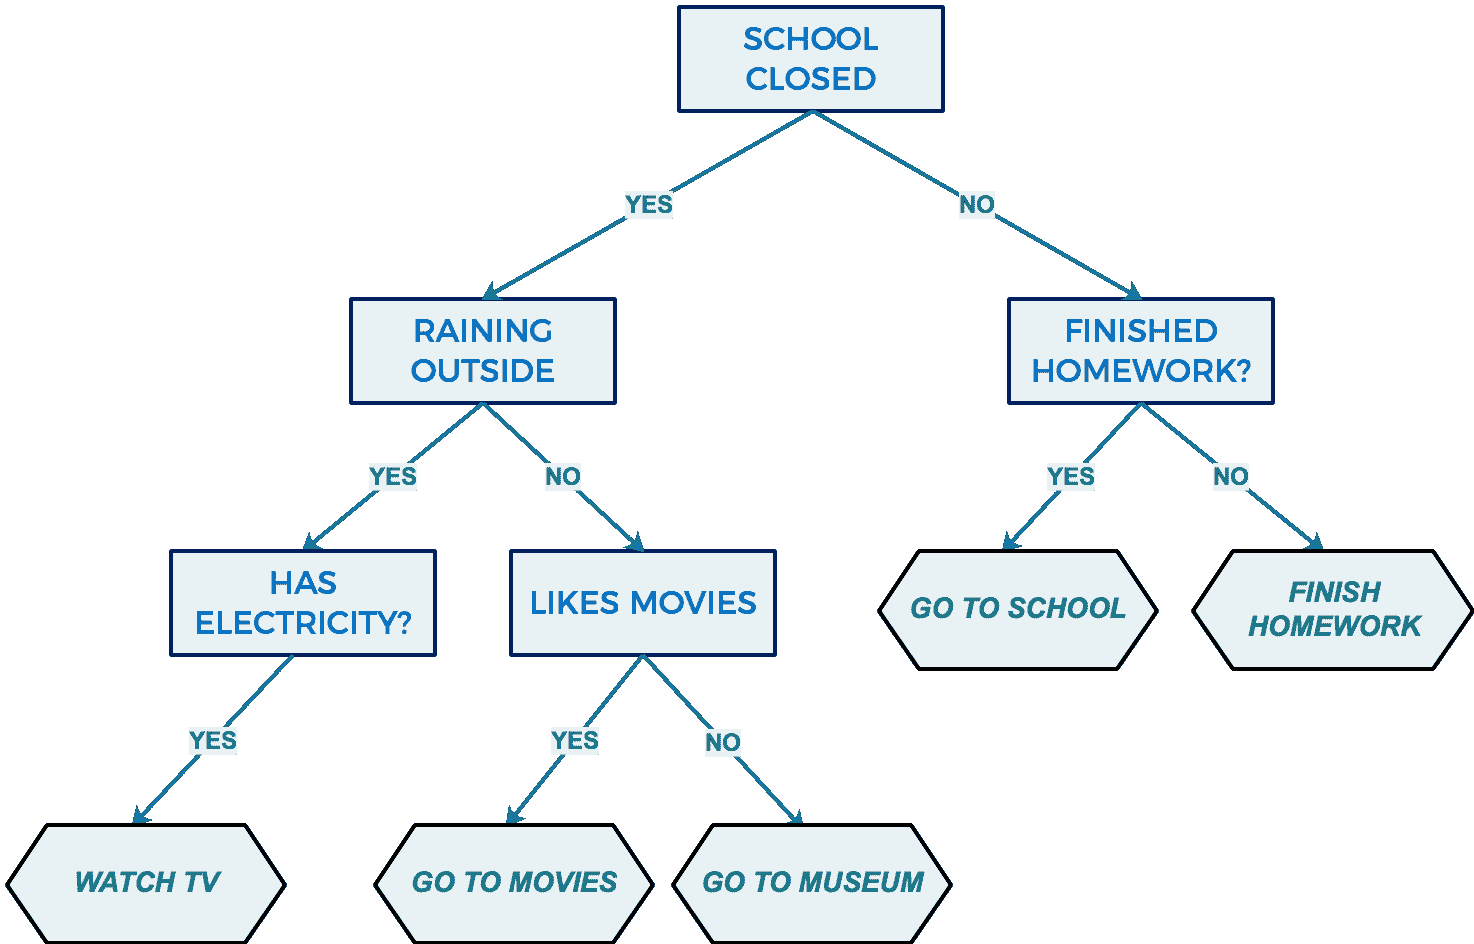 SCHOOL
CLOSED
YES
NO
RAINING
OUTSIDE
FINISHED
HOMEWORK?
YES
NO
YES
NO
HAS
ELECTRICITY?
LIKES MOVIES
GO TO SCHOOL
FINISH
HOMEWORK
YES
YES
NO
WATCH TV
GO TO MOVIES
GO TO MUSEUM